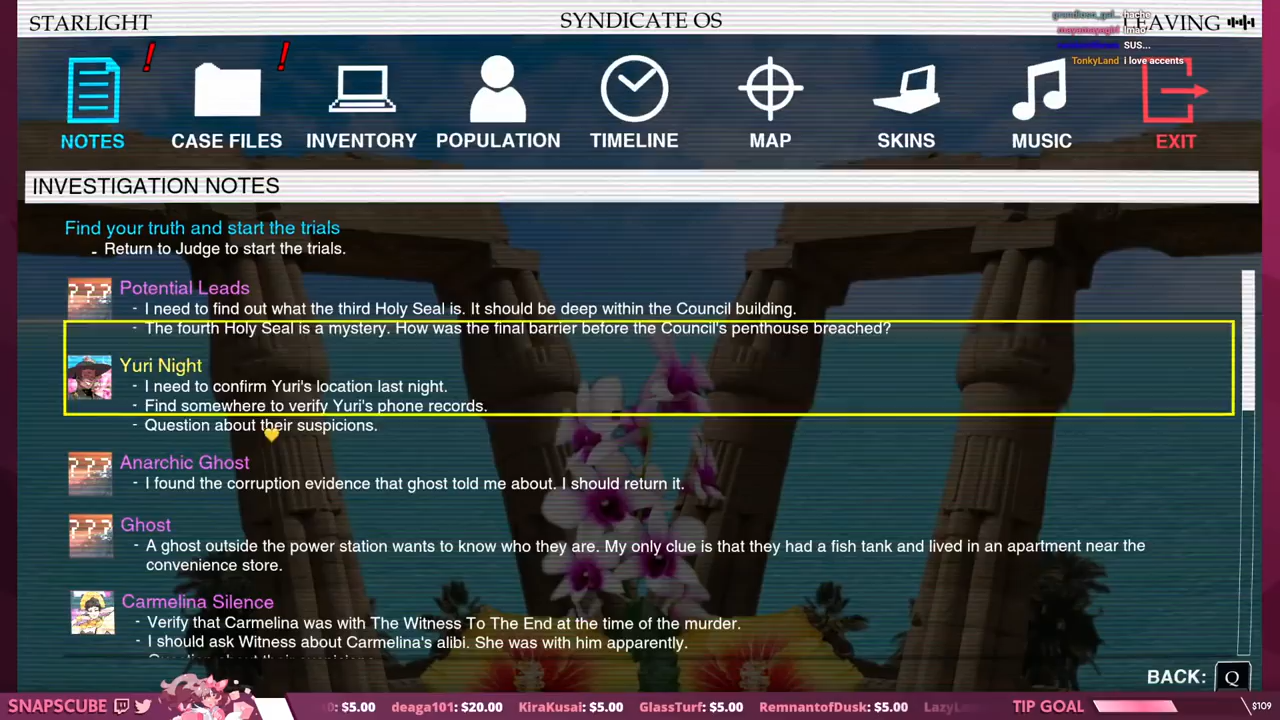 STARLIGHT
SYNDICATE OS
LEAVING
hache
lmao
SUS...
TonkyLand i love accents
! !
NOTES CASE FILES INVENTORY POPULATION TIMELINE MAP SKINS MUSIC EXIT
INVESTIGATION NOTES
Find your truth and start the trials
- Return to Judge to start the trials.
???
Potential Leads
- I need to find out what the third Holy Seal is. It should be deep within the Council building.
- The fourth Holy Seal is a mystery. How was the final barrier before the Council's penthouse breached?
Yuri Night
- I need to confirm Yuri's location last night.
- Find somewhere to verify Yuri's phone records.
- Question about their suspicions.
???
Anarchic Ghost
- I found the corruption evidence that ghost told me about. I should return it.
???
Ghost
- A ghost outside the power station wants to know who they are. My only clue is that they had a fish tank and lived in an apartment near the
convenience store.
Carmelina Silence
- Verify that Carmelina was with The Witness To The End at the time of the murder.
- I should ask Witness about Carmelina's alibi. She was with him apparently.
BACK: Q
SNAPSCUBE
0: $5.00 deaga101: $20.00 KiraKusai: $5.00 GlassTurf: $5.00 RemnantofDusk: $5.00
TIP GOAL
$109